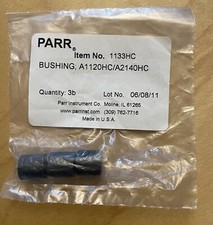 PARR®
Item No. 1133HC
BUSHING, A1120HC/A2140HC
Quantity: 3b Lot No. 06/08/11
Parr Instrument Co. Moline, IL 61265
www.parrinst.com (309) 762-7716
Made in U.S.A.